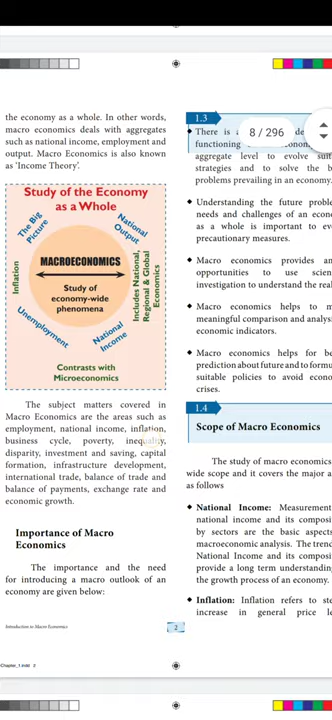 the economy as a whole. In other words,
macro economics deals with aggregates
such as national income, employment and
output. Macro Economics is also known
as ‘Income Theory’.
Study of the Economy
as a Whole
The Big
Picture
National
Output
Inflation
MACROECONOMICS
Study of
economy-wide
phenomena
Includes National,
Regional & Global
Economics
Unemployment
National
Income
Contrasts with
Microeconomics
The subject matters covered in
Macro Economics are the areas such as
employment, national income, inflation,
business cycle, poverty, inequality,
disparity, investment and saving, capital
formation, infrastructure development,
international trade, balance of trade and
balance of payments, exchange rate and
economic growth.
Importance of Macro
Economics
The importance and the need
for introducing a macro outlook of an
economy are given below:
Introduction to Macro Economics
2
Chapter_1.indd 2
1.3
8 / 296
◆ There is a
functioning
aggregate level to evolve
strategies and to solve the
problems prevailing in an economy.
◆ Understanding the future
needs and challenges of an
as a whole is important to
precautionary measures.
◆ Macro economics provides
opportunities to use
investigation to understand the
◆ Macro economics helps to
meaningful comparison and
economic indicators.
◆ Macro economics helps for
prediction about future and to
suitable policies to avoid
crises.
1.4
Scope of Macro Economics
The study of macro economics
wide scope and it covers the major
as follows
◆ National Income:
national income and its
by sectors are the basic aspects
macroeconomic analysis. The
National Income and its
provide a long term
the growth process of an economy.
◆ Inflation: Inflation refers to
increase in general price